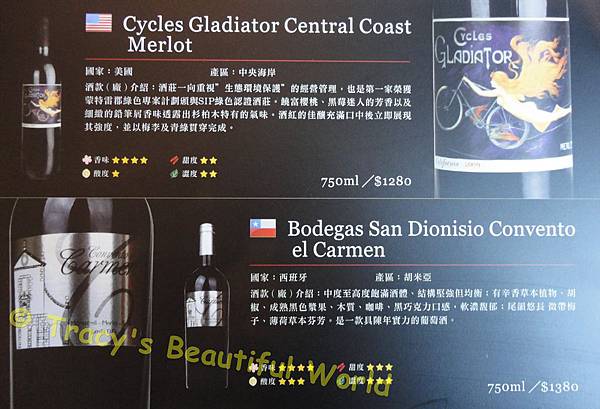 Cycles Gladiator Central Coast
Merlot
國家：美國 產區：中央海岸
酒款（廠）介紹：酒莊一向重視"生態環境保護"的經營管理，也是第一家榮獲
蒙特雷郡綠色專案計劃組與SIP綠色認證酒莊。饒富櫻桃、黑莓迷人的芳香以及
細緻的鉛筆屑香味透露出杉柏木特有的氣味。酒紅的佳釀充滿口中後立即展現
其強度、並以梅李及青綠質穿完成。
香味 ★★★★ 甜度 ★★
酸度 ★ 澀度 ★★
750ml／$1280
Cycles
GLADIATOR
MERLOT
California
Bodegas San Dionisio Convento
el Carmen
國家：西班牙 產區：胡米亞
酒款（廠）介紹：中度至高度飽滿酒體、結構堅強但均衡；有辛香草本植物、胡
椒、成熟黑色漿果、木質、咖啡、黑巧克力口感，軟濃馥郁；尾韻悠長 微帶梅
子、薄荷草本芬芳。是一款具陳年實力的葡萄酒。
香味 ★★★★ 甜度 ★★★
酸度 ★★★ 澀度 ★★★
750ml／$1380
Convento
Carmen
© Tracy's Beautiful World